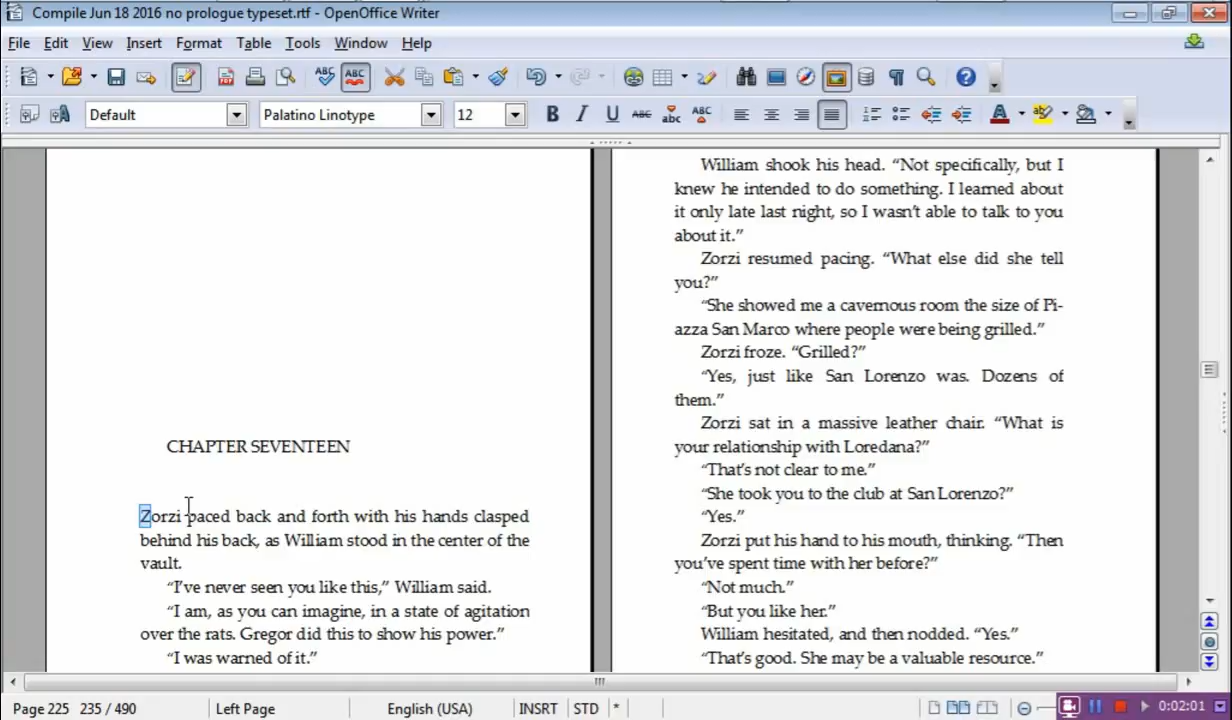 Compile Jun 18 2016 no prologue typeset.rtf - OpenOffice Writer
File Edit View Insert Format Table Tools Window Help
Default Palatino Linotype 12
CHAPTER SEVENTEEN
Zorzi paced back and forth with his hands clasped
behind his back, as William stood in the center of the
vault.
“I’ve never seen you like this,” William said.
“I am, as you can imagine, in a state of agitation
over the rats. Gregor did this to show his power.”
“I was warned of it.”
William shook his head. “Not specifically, but I
knew he intended to do something. I learned about
it only late last night, so I wasn’t able to talk to you
about it.”
Zorzi resumed pacing. “What else did she tell
you?”
“She showed me a cavernous room the size of Pi-
azza San Marco where people were being grilled.”
Zorzi froze. “Grilled?”
“Yes, just like San Lorenzo was. Dozens of
them.”
Zorzi sat in a massive leather chair. “What is
your relationship with Loredana?”
“That’s not clear to me.”
“She took you to the club at San Lorenzo?”
“Yes.”
Zorzi put his hand to his mouth, thinking. “Then
you’ve spent time with her before?”
“Not much.”
“But you like her.”
William hesitated, and then nodded. “Yes.”
“That’s good. She may be a valuable resource.”
Page 225 235 / 490 Left Page English (USA) INSRT STD * 0:02:01